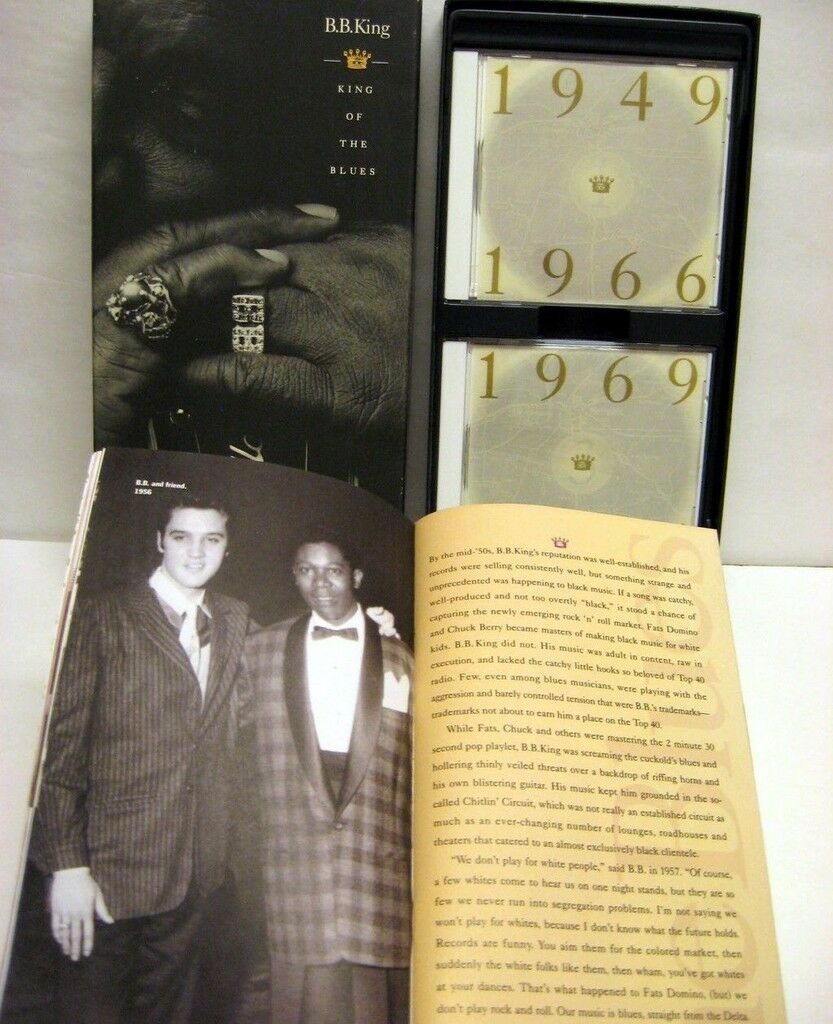 B.B.King
KING
OF
THE
BLUES
1949
1966
1969
B.B. and friend.
1956
By the mid-'50s, B.B.King's reputation was well-established, and his
records were selling consistently well, but something strange and
unprecedented was happening to black music. If a song was catchy,
well-produced and not too overtly "black," it stood a chance of
capturing the newly emerging rock 'n' roll market. Fats Domino
and Chuck Berry became masters of making black music for white
kids. B.B.King did not. His music was adult in content, raw in
execution, and lacked the catchy little hooks so beloved of Top 40
radio. Few, even among blues musicians, were playing with the
aggression and barely controlled tension that were B.B.'s trademarks—
trademarks not about to earn him a place on the Top 40.
While Fats, Chuck and others were mastering the 2 minute 30
second pop playlet, B.B.King was screaming the cuckold's blues and
hollering thinly veiled threats over a backdrop of riffing horns and
his own blistering guitar. His music kept him grounded in the so-
called Chitlin' Circuit, which was not really an established circuit as
much as an ever-changing number of lounges, roadhouses and
theaters that catered to an almost exclusively black clientele.
"We don't play for white people," said B.B. in 1957. "Of course,
a few whites come to hear us on one night stands, but they are so
few we never run into segregation problems. I'm not saying we
won't play for whites, because I don't know what the future holds.
Records are funny. You aim them for the colored market, then
suddenly the white folks like them, then wham, you've got whites
at your dances. That's what happened to Fats Domino, (but) we
don't play rock and roll. Our music is blues, straight from the Delta